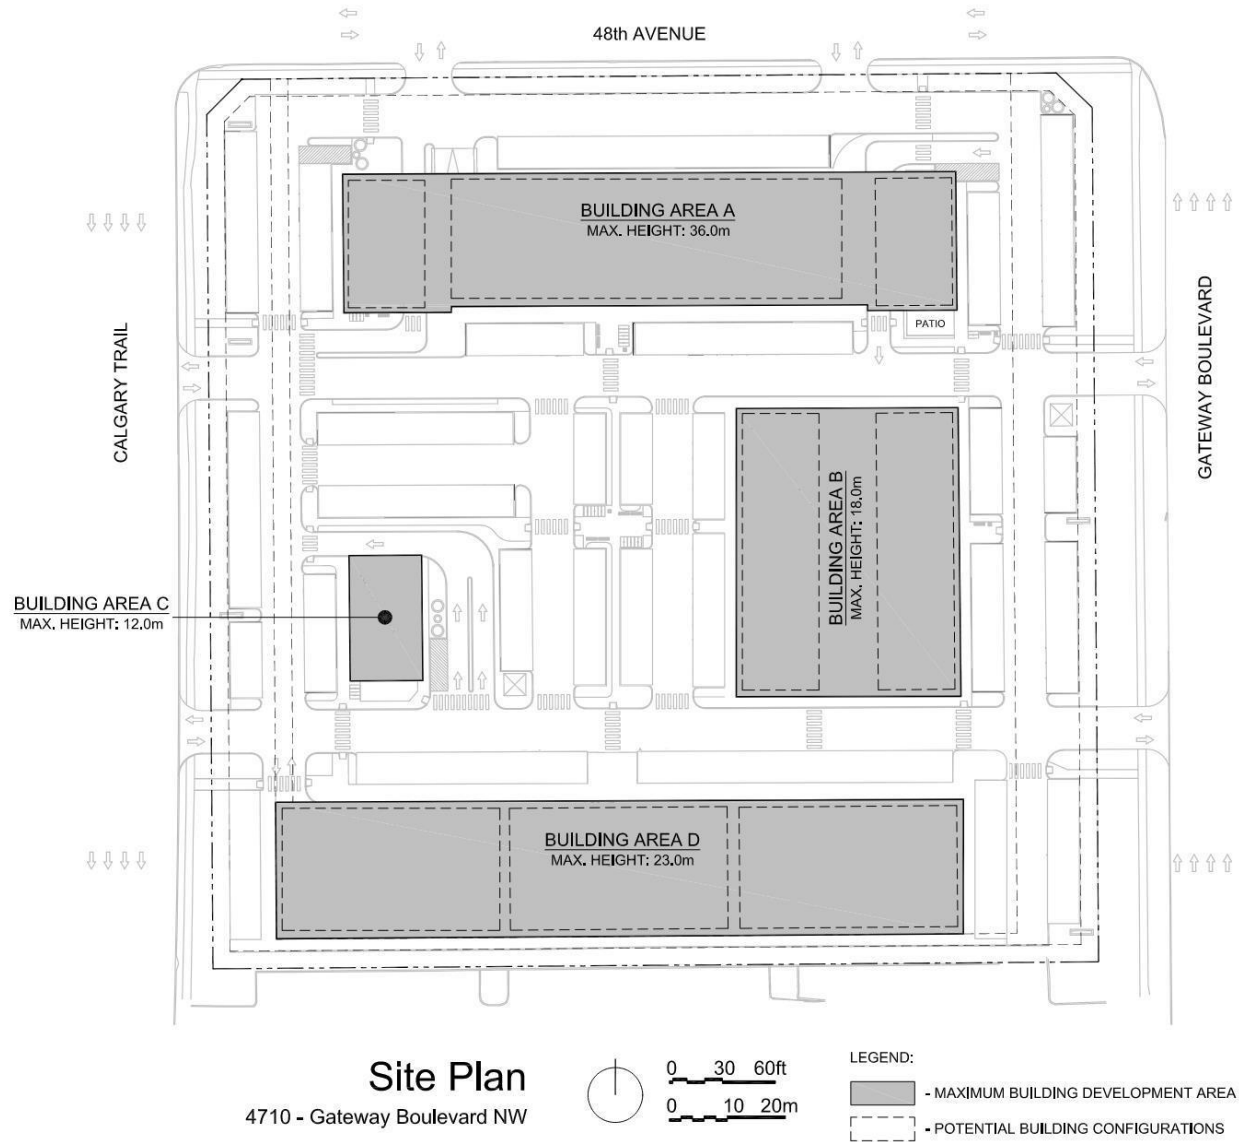 48th AVENUE
BUILDING AREA A
MAX. HEIGHT: 36.0m
PATIO
CALGARY TRAIL
GATEWAY BOULEVARD
BUILDING AREA B
MAX. HEIGHT: 18.0m
BUILDING AREA C
MAX. HEIGHT: 12.0m
BUILDING AREA D
MAX. HEIGHT: 23.0m
Site Plan
4710 - Gateway Boulevard NW
0 30 60ft
0 10 20m
LEGEND:
- MAXIMUM BUILDING DEVELOPMENT AREA
- POTENTIAL BUILDING CONFIGURATIONS